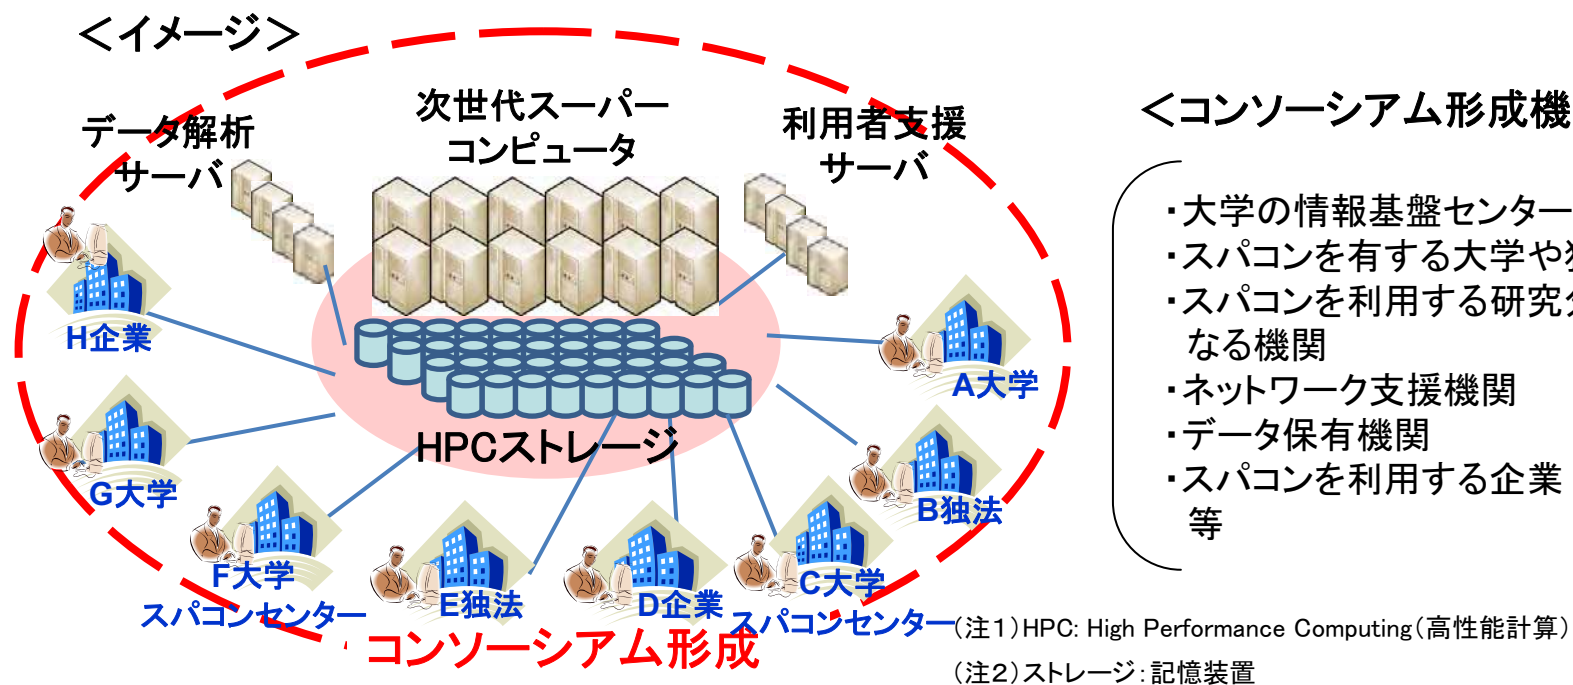 ＜イメージ＞
データ解析
サーバ
次世代スーパー
コンピュータ
利用者支援
サーバ
H企業
G大学
F大学
スパコンセンター
E独法
D企業
C大学
スパコンセンター
B独法
A大学
HPCストレージ
コンソーシアム形成
＜コンソーシアム形成機
・大学の情報基盤センター
・スパコンを有する大学や
・スパコンを利用する研究
なる機関
・ネットワーク支援機関
・データ保有機関
・スパコンを利用する企業
等
（注１）HPC: High Performance Computing（高性能計算）
（注２）ストレージ：記憶装置